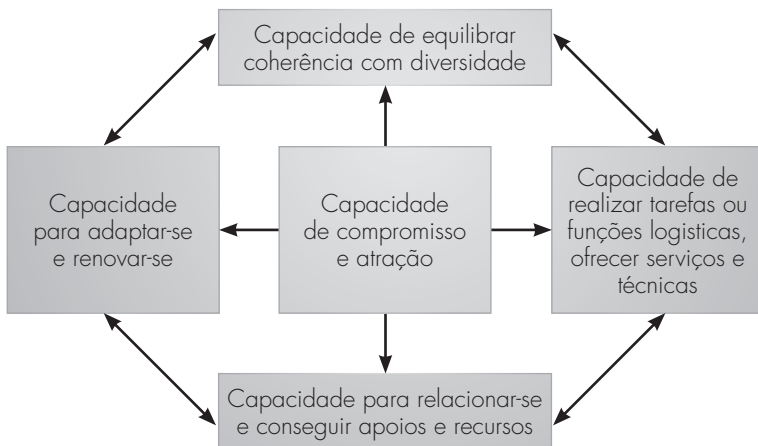 Capacidade de equilibrar
coherência com diversidade
Capacidade
para adaptar-se
e renovar-se
Capacidade
de compromisso
e atração
Capacidade de
realizar tarefas ou
funções logisticas,
ofrecer serviços e
técnicas
Capacidade para relacionar-se
e conseguir apoios e recursos